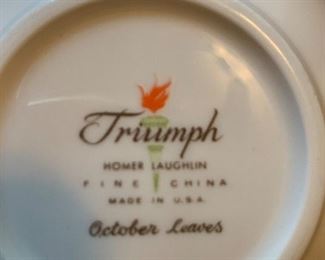 Triumph
HOMER LAUGHLIN
FINE CHINA
MADE IN U.S.A.
October Leaves